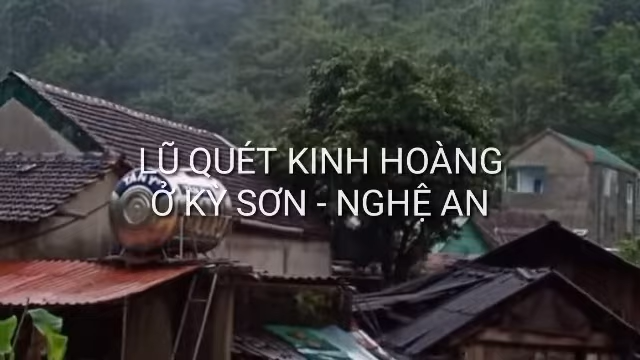 LŨ QUÉT KINH HOÀNG
Ở KỲ SƠN - NGHỆ AN